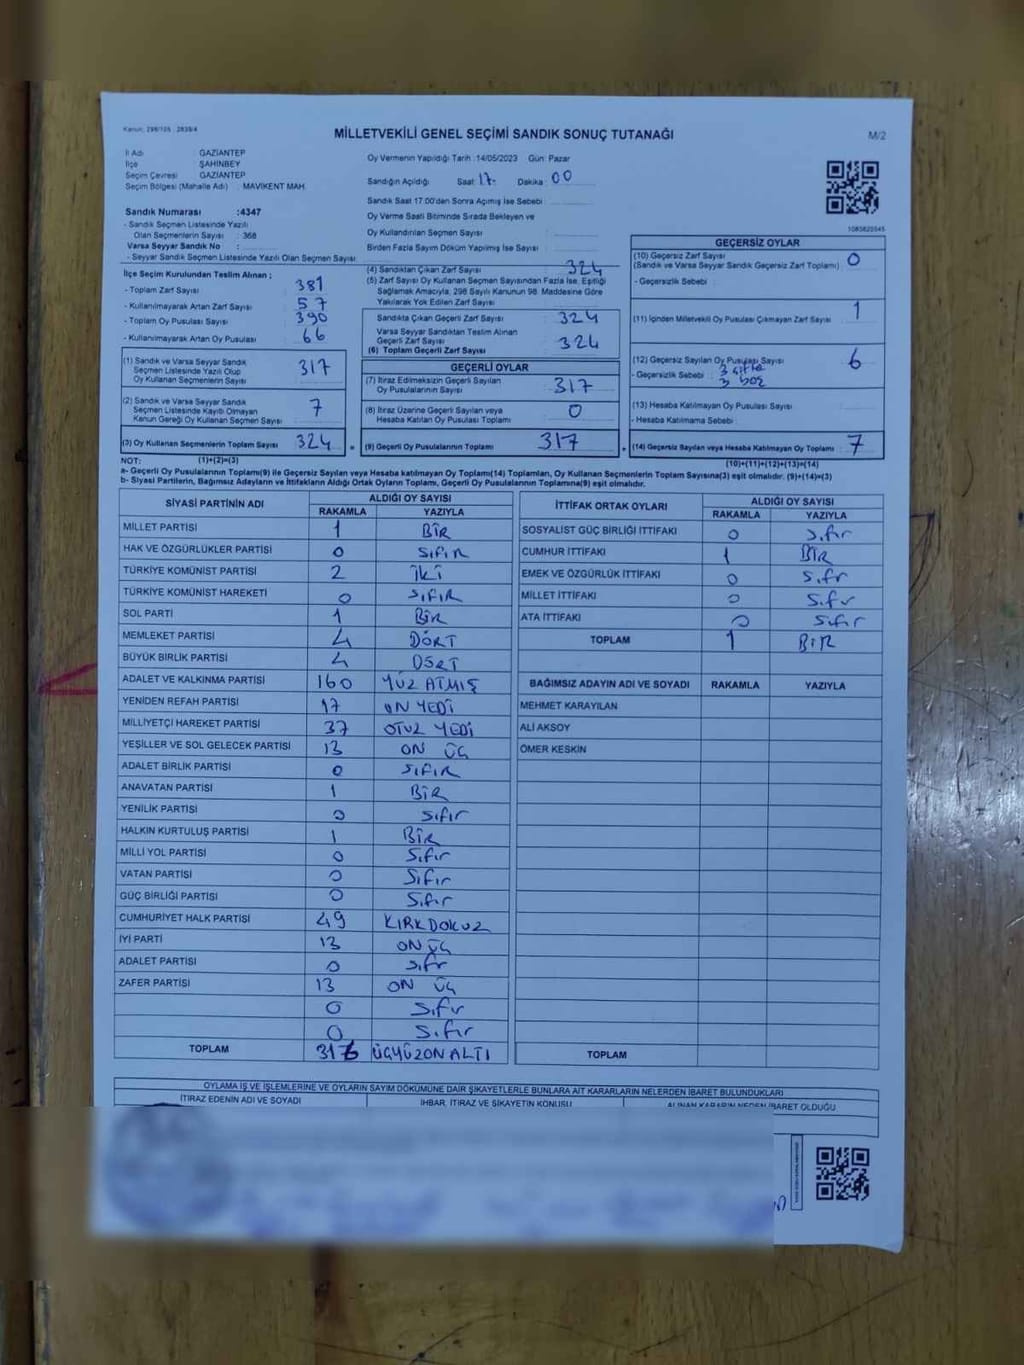 Kanun: 298/105 , 2839/4
MİLLETVEKİLİ GENEL SEÇİMİ SANDIK SONUÇ TUTANAĞI
M/2
İl Adı GAZİANTEP
İlçe ŞAHİNBEY
Seçim Çevresi GAZİANTEP
Seçim Bölgesi (Mahalle Adı) : MAVİKENT MAH.
Sandık Numarası :4347
- Sandık Seçmen Listesinde Yazılı
Olan Seçmenlerin Sayısı : 368
Varsa Seyyar Sandık No :
- Seyyar Sandık Seçmen Listesinde Yazılı Olan Seçmen Sayısı :
Oy Vermenin Yapıldığı Tarih : 14/05/2023 Gün: Pazar
Sandığın Açıldığı Saat : 17 Dakika : 00
Sandık Saat 17.00'den Sonra Açılmış İse Sebebi :
Oy Verme Saati Bitiminde Sırada Bekleyen ve
Oy Kullandırılan Seçmen Sayısı :
Birden Fazla Sayım Döküm Yapılmış İse Sayısı :
1080820545
İlçe Seçim Kurulundan Teslim Alınan ;
- Toplam Zarf Sayısı : 381
- Kullanılmayarak Artan Zarf Sayısı : 57
- Toplam Oy Pusulası Sayısı : 390
- Kullanılmayarak Artan Oy Pusulası : 66
(1) Sandık ve Varsa Seyyar Sandık
Seçmen Listesinde Yazılı Olup
Oy Kullanan Seçmenlerin Sayısı : 317
(2) Sandık ve Varsa Seyyar Sandık
Seçmen Listesinde Kayıtlı Olmayan
Kanun Gereği Oy Kullanan Seçmen Sayısı : 7
(3) Oy Kullanan Seçmenlerin Toplam Sayısı : 324 =
(4) Sandıktan Çıkan Zarf Sayısı : 324
(5) Zarf Sayısı Oy Kullanan Seçmen Sayısından Fazla İse, Eşitliği
Sağlamak Amacıyla, 298 Sayılı Kanunun 98. Maddesine Göre
Yakılarak Yok Edilen Zarf Sayısı :
Sandıkta Çıkan Geçerli Zarf Sayısı : 324
Varsa Seyyar Sandıktan Teslim Alınan
Geçerli Zarf Sayısı : 324
(6) Toplam Geçerli Zarf Sayısı
GEÇERLİ OYLAR
(7) İtiraz Edilmeksizin Geçerli Sayılan
Oy Pusulalarının Sayısı : 317
(8) İtiraz Üzerine Geçerli Sayılan veya
Hesaba Katılan Oy Pusulaları Toplamı : 0
(9) Geçerli Oy Pusulalarının Toplamı : 317 +
GEÇERSİZ OYLAR
(10) Geçersiz Zarf Sayısı : 0
(Sandık ve Varsa Seyyar Sandık Geçersiz Zarf Toplamı)
- Geçersizlik Sebebi :
(11) İçinden Milletvekili Oy Pusulası Çıkmayan Zarf Sayısı : 1
(12) Geçersiz Sayılan Oy Pusulası Sayısı : 6
- Geçersizlik Sebebi : 3 çifte
3 boş
(13) Hesaba Katılmayan Oy Pusulası Sayısı :
- Hesaba Katılmama Sebebi :
(14) Geçersiz Sayılan veya Hesaba Katılmayan Oy Toplamı : 7
NOT: (1)+(2)=(3) (10)+(11)+(12)+(13)=(14)
a- Geçerli Oy Pusulalarının Toplamı(9) ile Geçersiz Sayılan veya Hesaba katılmayan Oy Toplamı(14) Toplamları, Oy Kullanan Seçmenlerin Toplam Sayısına(3) eşit olmalıdır. (9)+(14)=(3)
b- Siyasi Partilerin, Bağımsız Adayların ve İttifakların Aldığı Oyların Toplamı, Geçerli Oy Pusulalarının Toplamına(9) eşit olmalıdır.
SİYASİ PARTİNİN ADI ALDIĞI OY SAYISI
RAKAMLA YAZIYLA
MİLLET PARTİSİ 1 BİR
HAK VE ÖZGÜRLÜKLER PARTİSİ 0 SıFıR
TÜRKİYE KOMÜNİST PARTİSİ 2 İKİ
TÜRKİYE KOMÜNİST HAREKETİ 0 SIFIR
SOL PARTİ 1 BİR
MEMLEKET PARTİSİ 4 DÖRT
BÜYÜK BİRLİK PARTİSİ 4 DÖRT
ADALET VE KALKINMA PARTİSİ 160 YÜZ ATMIŞ
YENİDEN REFAH PARTİSİ 17 ON YEDİ
MİLLİYETÇİ HAREKET PARTİSİ 37 OTUZ YEDİ
YEŞİLLER VE SOL GELECEK PARTİSİ 13 ON ÜÇ
ADALET BİRLİK PARTİSİ 0 SIFIR
ANAVATAN PARTİSİ 1 BİR
YENİLİK PARTİSİ 0 Sıfır
HALKIN KURTULUŞ PARTİSİ 1 BİR
MİLLİ YOL PARTİSİ 0 Sıfır
VATAN PARTİSİ 0 Sıfır
GÜÇ BİRLİĞİ PARTİSİ 0 Sıfır
CUMHURİYET HALK PARTİSİ 49 KIRK DOKUZ
İYİ PARTİ 13 ON ÜÇ
ADALET PARTİSİ 0 Sıfır
ZAFER PARTİSİ 13 ON ÜÇ
0 Sıfır
0 Sıfır
TOPLAM 316 ÜÇYÜZONALTI
İTTİFAK ORTAK OYLARI ALDIĞI OY SAYISI
RAKAMLA YAZIYLA
SOSYALİST GÜÇ BİRLİĞİ İTTİFAKI 0 Sıfır
CUMHUR İTTİFAKI 1 BİR
EMEK VE ÖZGÜRLÜK İTTİFAKI 0 Sıfır
MİLLET İTTİFAKI 0 Sıfır
ATA İTTİFAKI 0 Sıfır
TOPLAM 1 BİR
BAĞIMSIZ ADAYIN ADI VE SOYADI RAKAMLA YAZIYLA
MEHMET KARAYILAN
ALİ AKSOY
ÖMER KESKİN
TOPLAM
OYLAMA İŞ VE İŞLEMLERİNE VE OYLARIN SAYIM DÖKÜMÜNE DAİR ŞİKAYETLERLE BUNLARA AİT KARARLARIN NELERDEN İBARET BULUNDUKLARI
İTİRAZ EDENİN ADI VE SOYADI İHBAR, İTİRAZ VE ŞİKAYETİN KONUSU ALINAN KARARIN NEDEN İBARET OLDUĞU